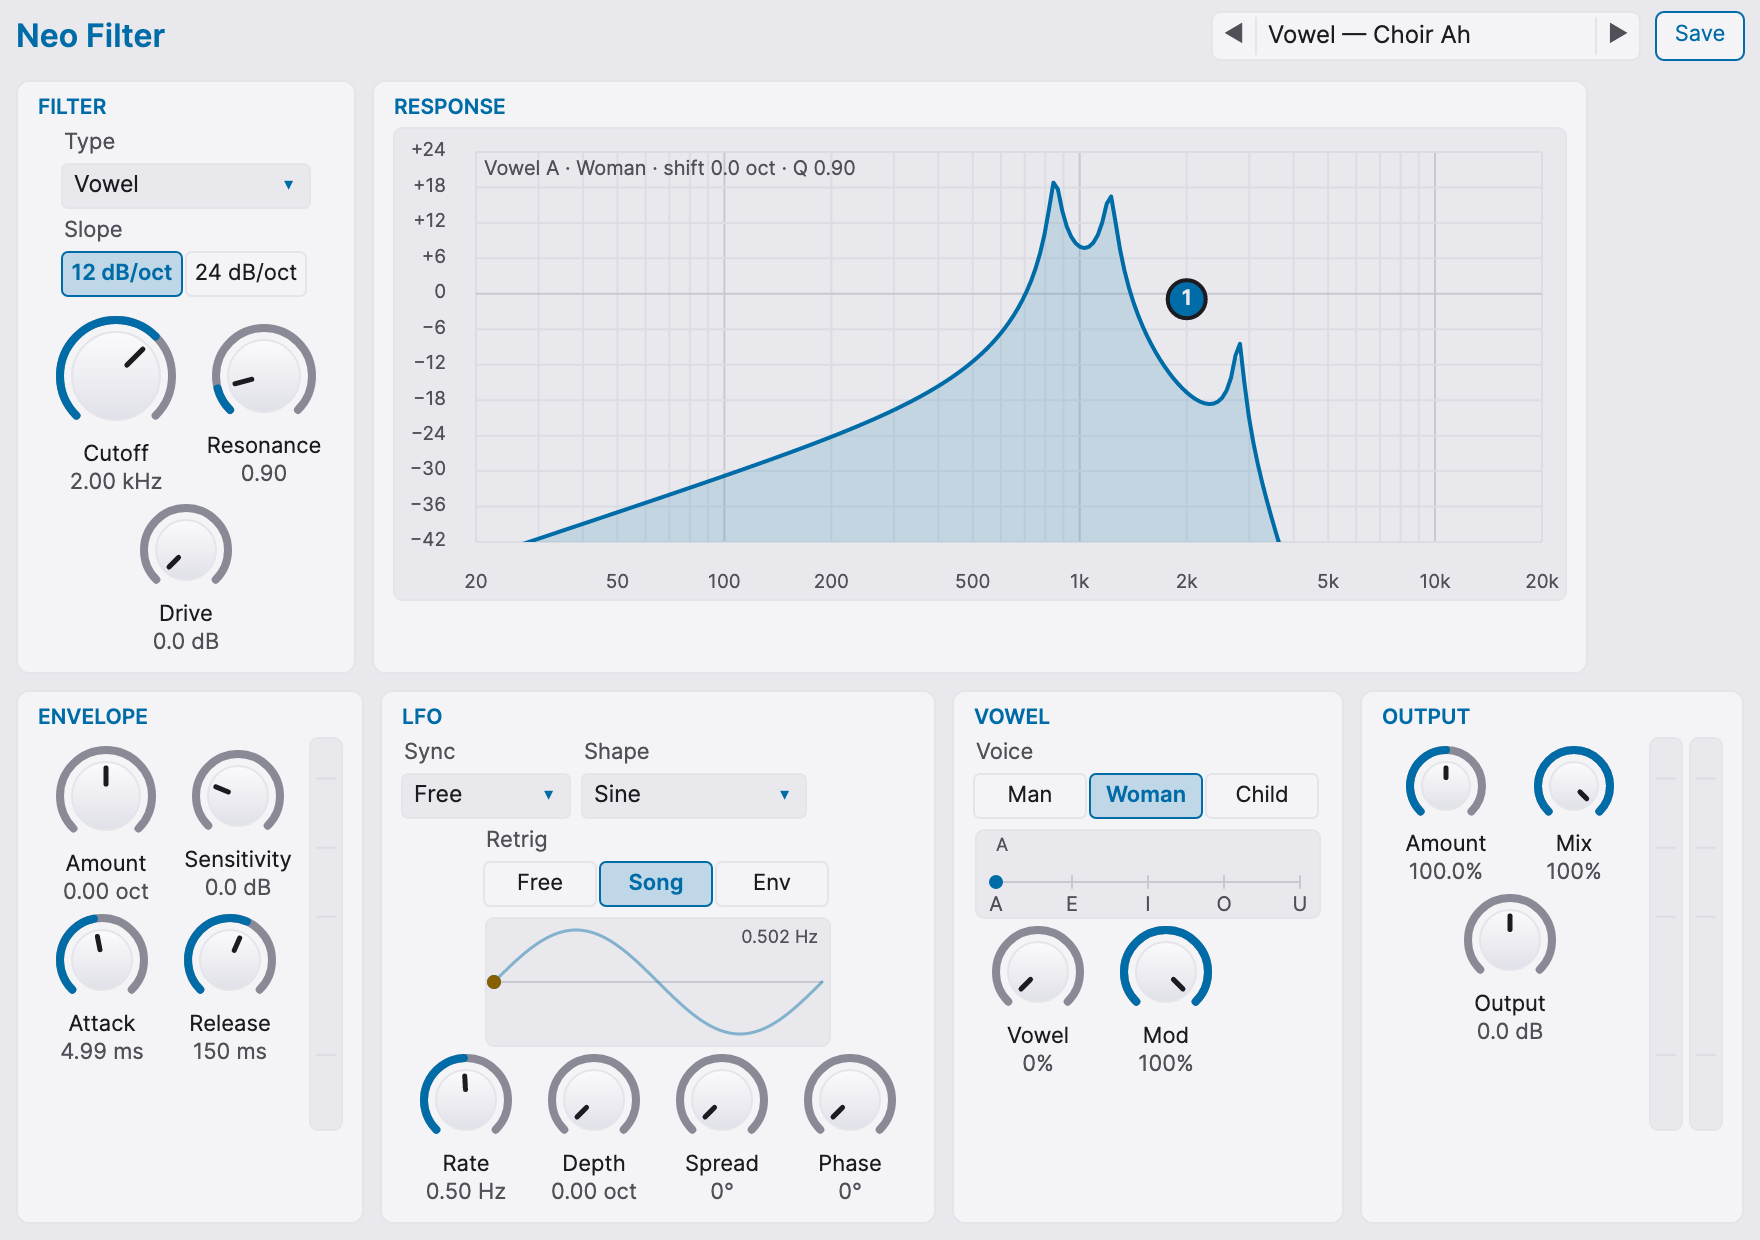 Neo Filter
◀ Vowel — Choir Ah ▶ Save
FILTER
Type
Vowel
Slope
12 dB/oct 24 dB/oct
Cutoff
2.00 kHz
Resonance
0.90
Drive
0.0 dB
RESPONSE
Vowel A · Woman · shift 0.0 oct · Q 0.90
+24
+18
+12
+6
0
−6
−12
−18
−24
−30
−36
−42
1
20 50 100 200 500 1k 2k 5k 10k 20k
ENVELOPE
Amount
0.00 oct
Sensitivity
0.0 dB
Attack
4.99 ms
Release
150 ms
LFO
Sync
Free
Shape
Sine
Retrig
Free Song Env
0.502 Hz
Rate
0.50 Hz
Depth
0.00 oct
Spread
0°
Phase
0°
VOWEL
Voice
Man Woman Child
A
A E I O U
Vowel
0%
Mod
100%
OUTPUT
Amount
100.0%
Mix
100%
Output
0.0 dB